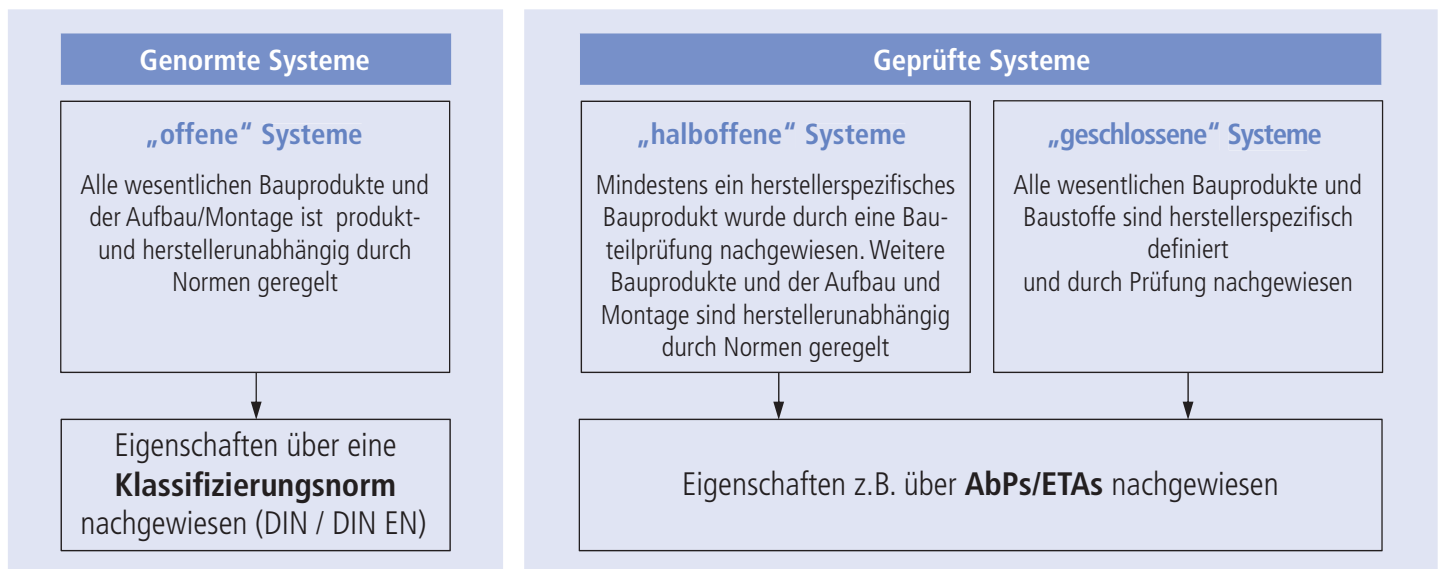 Genormte Systeme
„offene“ Systeme
Alle wesentlichen Bauprodukte und
der Aufbau/Montage ist produkt-
und herstellerunabhängig durch
Normen geregelt
Eigenschaften über eine
Klassifizierungsnorm
nachgewiesen (DIN / DIN EN)
Geprüfte Systeme
„halboffene“ Systeme
Mindestens ein herstellerspezifisches
Bauprodukt wurde durch eine Bau-
teilprüfung nachgewiesen. Weitere
Bauprodukte und der Aufbau und
Montage sind herstellerunabhängig
durch Normen geregelt
„geschlossene“ Systeme
Alle wesentlichen Bauprodukte und
Baustoffe sind herstellerspezifisch
definiert
und durch Prüfung nachgewiesen
Eigenschaften z.B. über AbPs/ETAs nachgewiesen